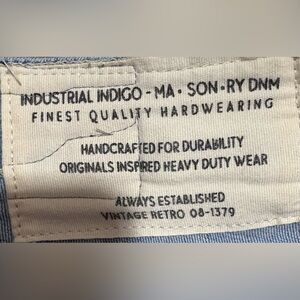 INDUSTRIAL INDIGO - MA · SON · RY DNM
FINEST QUALITY HARDWEARING
HANDCRAFTED FOR DURABILITY
ORIGINALS INSPIRED HEAVY DUTY WEAR
ALWAYS ESTABLISHED
VINTAGE RETRO 08-1379